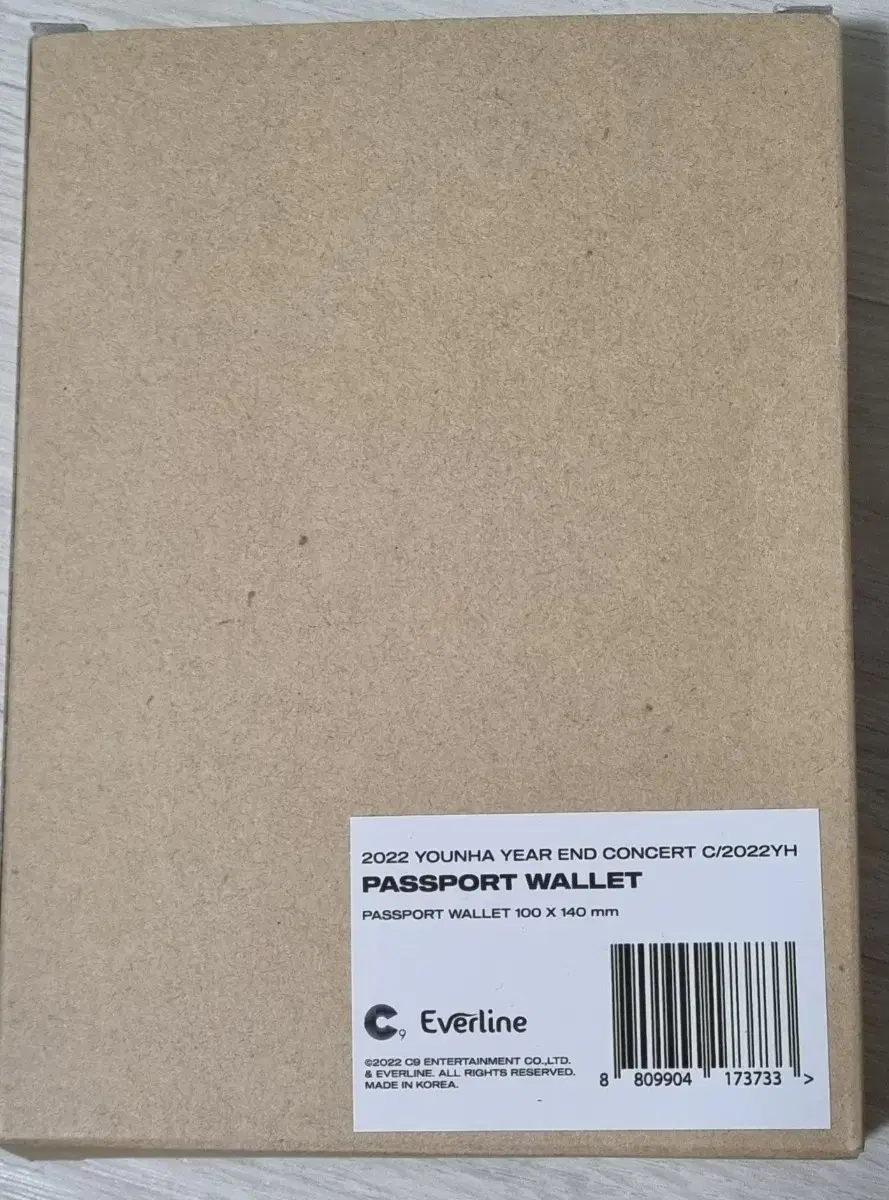 2022 YOUNHA YEAR END CONCERT C/2022YH
PASSPORT WALLET
PASSPORT WALLET 100 X 140 mm
C9 Everline
©2022 C9 ENTERTAINMENT CO.,LTD.
& EVERLINE. ALL RIGHTS RESERVED.
MADE IN KOREA.
8 809904 173733 >